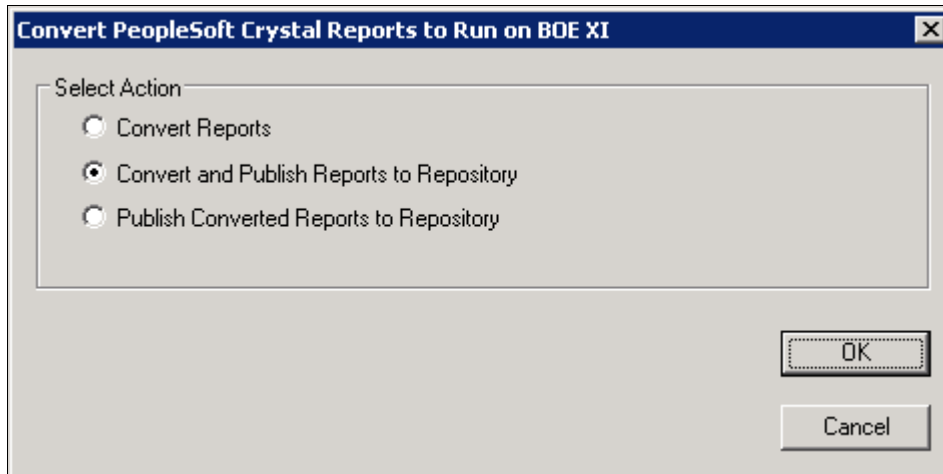 Convert PeopleSoft Crystal Reports to Run on BOE XI
Select Action
Convert Reports
Convert and Publish Reports to Repository
Publish Converted Reports to Repository
OK
Cancel